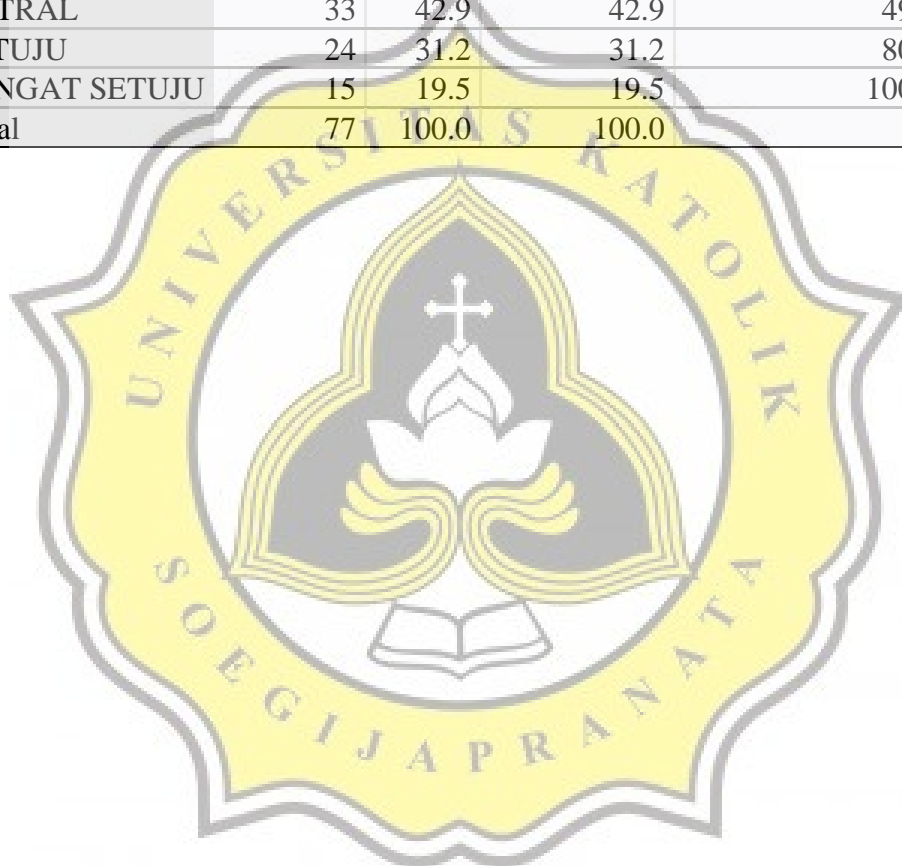 TRAL 33 42.9 42.9 49
TUJU 24 31.2 31.2 80
NGAT SETUJU 15 19.5 19.5 100
al 77 100.0 100.0
UNIVERSITAS KATOLIK
SOEGIJAPRANATA